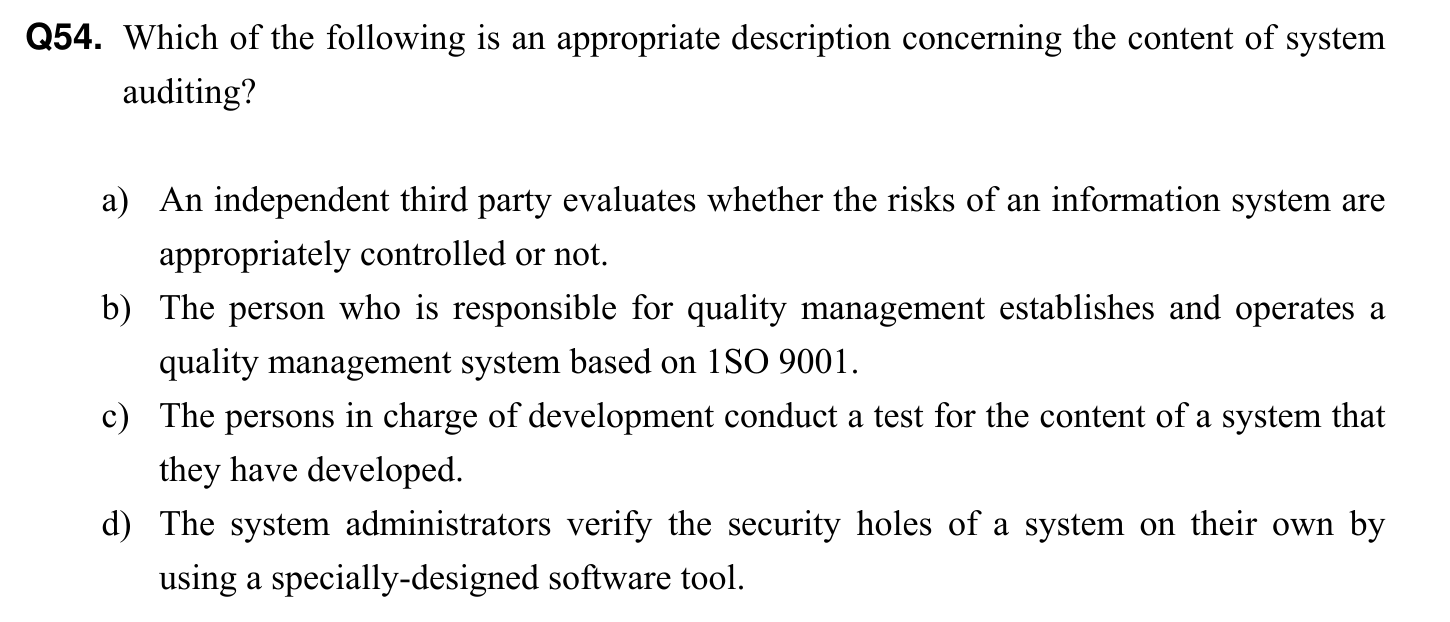 Q54. Which of the following is an appropriate description concerning the content of system
auditing?
a) An independent third party evaluates whether the risks of an information system are
appropriately controlled or not.
b) The person who is responsible for quality management establishes and operates a
quality management system based on 1SO 9001.
c) The persons in charge of development conduct a test for the content of a system that
they have developed.
d) The system administrators verify the security holes of a system on their own by
using a specially-designed software tool.